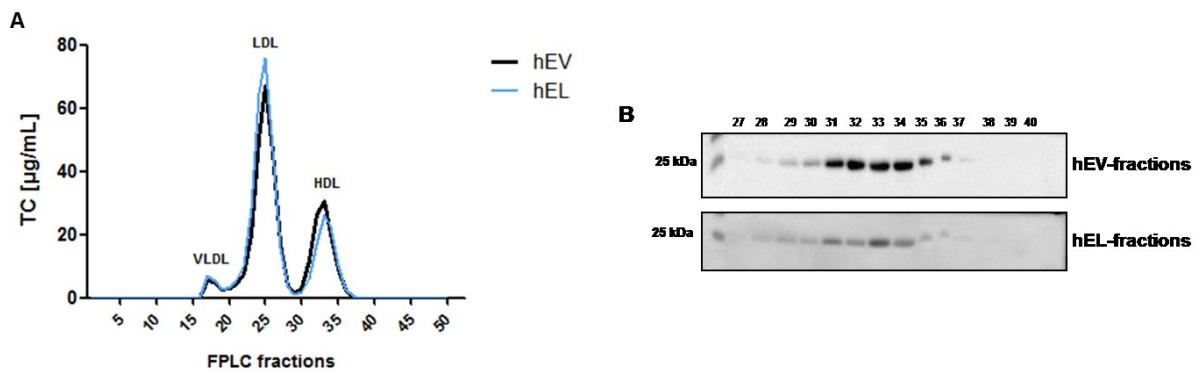 A
80
60
40
20
0
TC [µg/mL]
VLDL
LDL
HDL
5 10 15 20 25 30 35 40 45 50
FPLC fractions
hEV
hEL
B
27 28 29 30 31 32 33 34 35 36 37 38 39 40
25 kDa
hEV-fractions
25 kDa
hEL-fractions